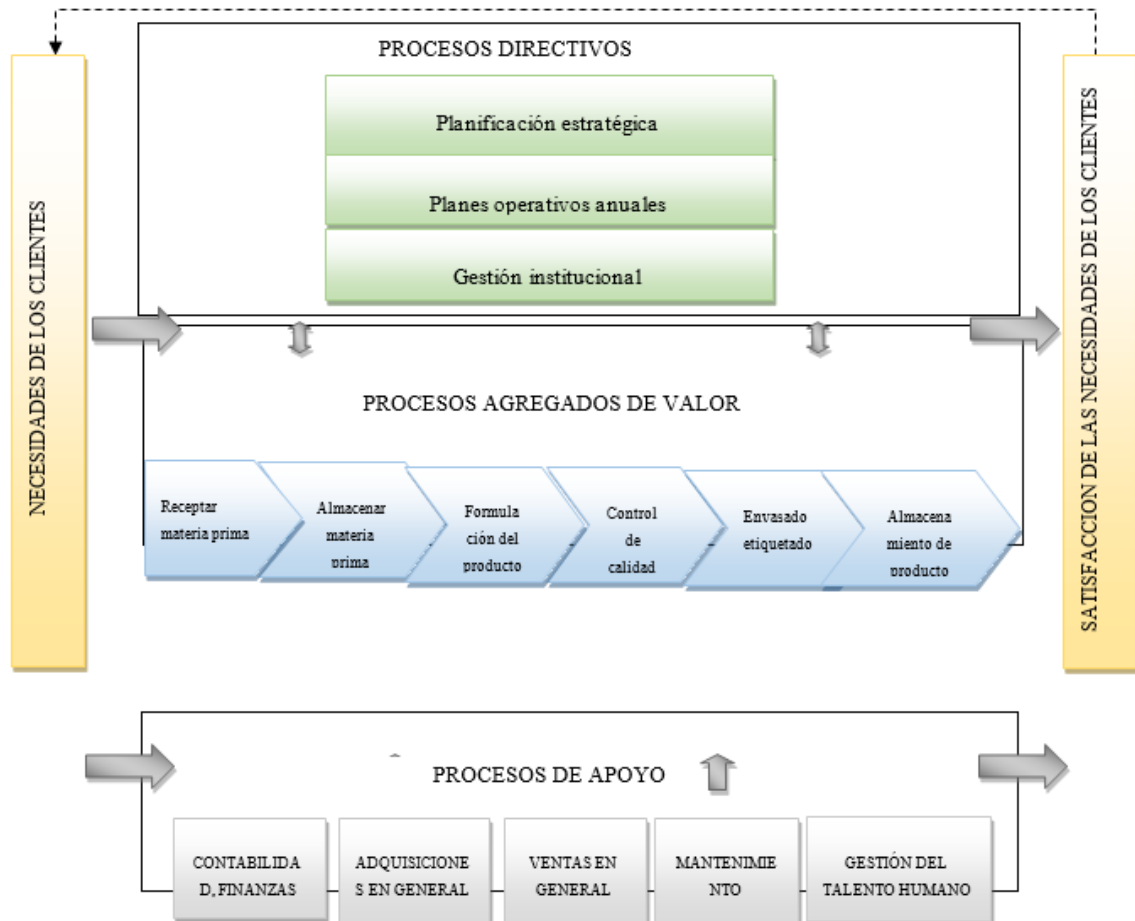 PROCESOS DIRECTIVOS
Planificación estratégica
Planes operativos anuales
Gestión institucional
NECESIDADES DE LOS CLIENTES
SATISFACCION DE LAS NECESIDADES DE LOS CLIENTES
PROCESOS AGREGADOS DE VALOR
Receptar
materia prima
Almacenar
materia
prima
Formula
ción del
producto
Control
de
calidad
Envasado
etiquetado
Almacena
miento de
producto
PROCESOS DE APOYO
CONTABILIDA
D, FINANZAS
ADQUISICIONE
S EN GENERAL
VENTAS EN
GENERAL
MANTENIMIE
NTO
GESTIÓN DEL
TALENTO HUMANO